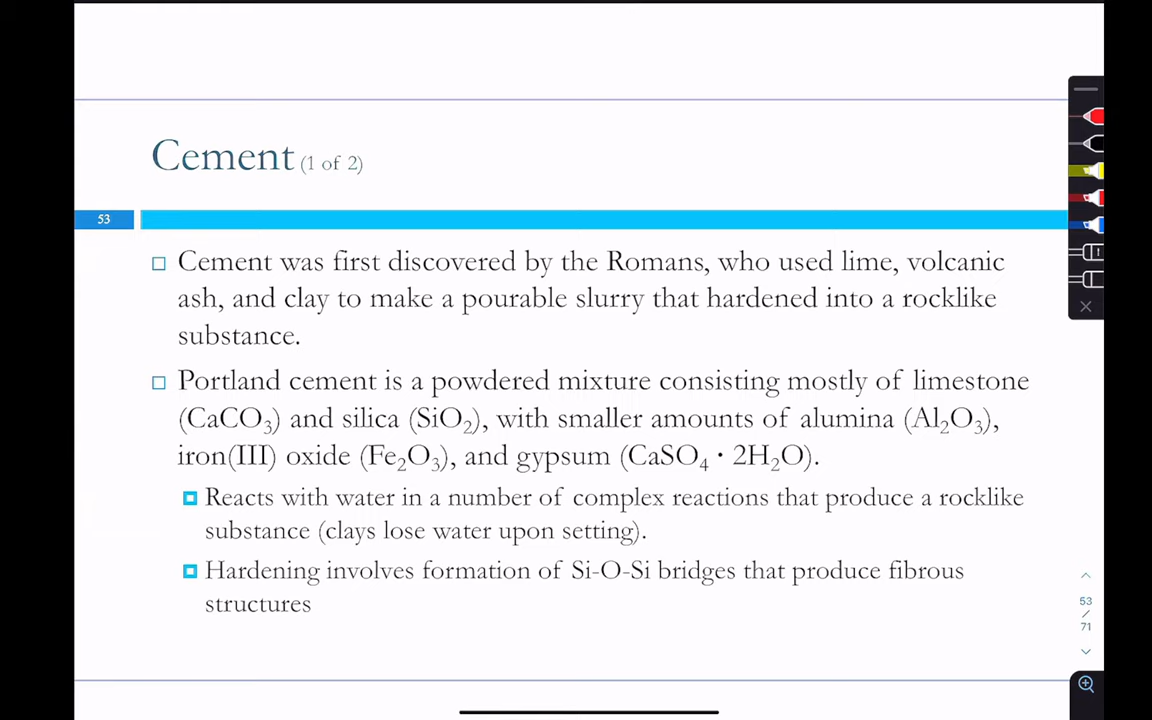 Cement (1 of 2)
53
Cement was first discovered by the Romans, who used lime, volcanic
ash, and clay to make a pourable slurry that hardened into a rocklike
substance.
Portland cement is a powdered mixture consisting mostly of limestone
(CaCO₃) and silica (SiO₂), with smaller amounts of alumina (Al₂O₃),
iron(III) oxide (Fe₂O₃), and gypsum (CaSO₄ · 2H₂O).
Reacts with water in a number of complex reactions that produce a rocklike
substance (clays lose water upon setting).
Hardening involves formation of Si-O-Si bridges that produce fibrous
structures
53
/
71